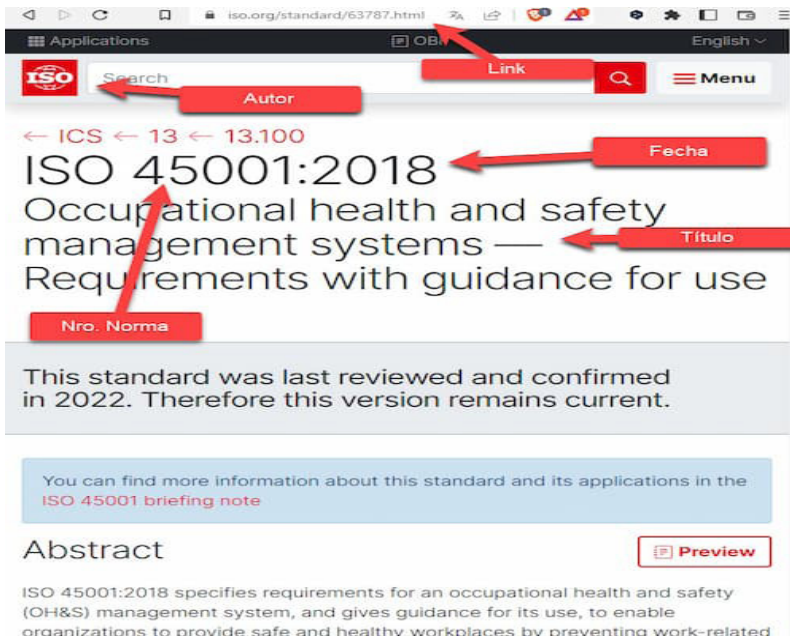 iso.org/standard/63787.html
Applications
English
Link
ISO
Search
Menu
Autor
← ICS ← 13 ← 13.100
Fecha
ISO 45001:2018
Occupational health and safety
management systems —
Título
Requirements with guidance for use
Nro. Norma
This standard was last reviewed and confirmed
in 2022. Therefore this version remains current.
You can find more information about this standard and its applications in the
ISO 45001 briefing note
Abstract
Preview
ISO 45001:2018 specifies requirements for an occupational health and safety
(OH&S) management system, and gives guidance for its use, to enable
organizations to provide safe and healthy workplaces by preventing work-related